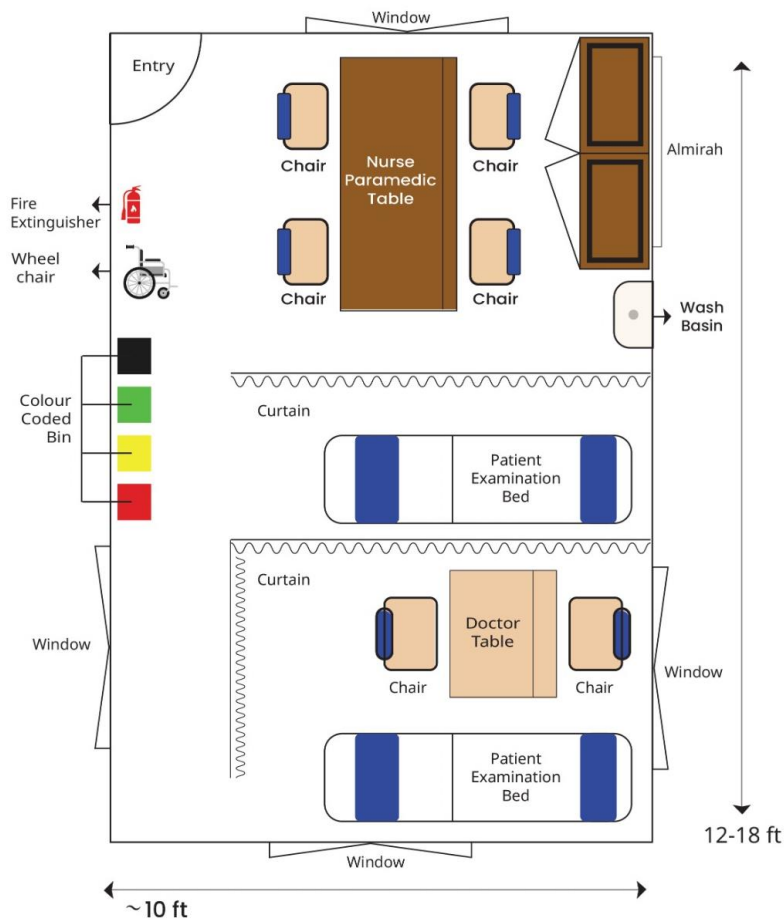 Window
Entry
Chair
Chair
Nurse
Paramedic
Table
Almirah
Fire
Extinguisher
Wheel
chair
Chair
Chair
Wash
Basin
Colour
Coded
Bin
Curtain
Patient
Examination
Bed
Curtain
Window
Doctor
Table
Chair
Chair
Window
Patient
Examination
Bed
Window
12-18 ft
~10 ft